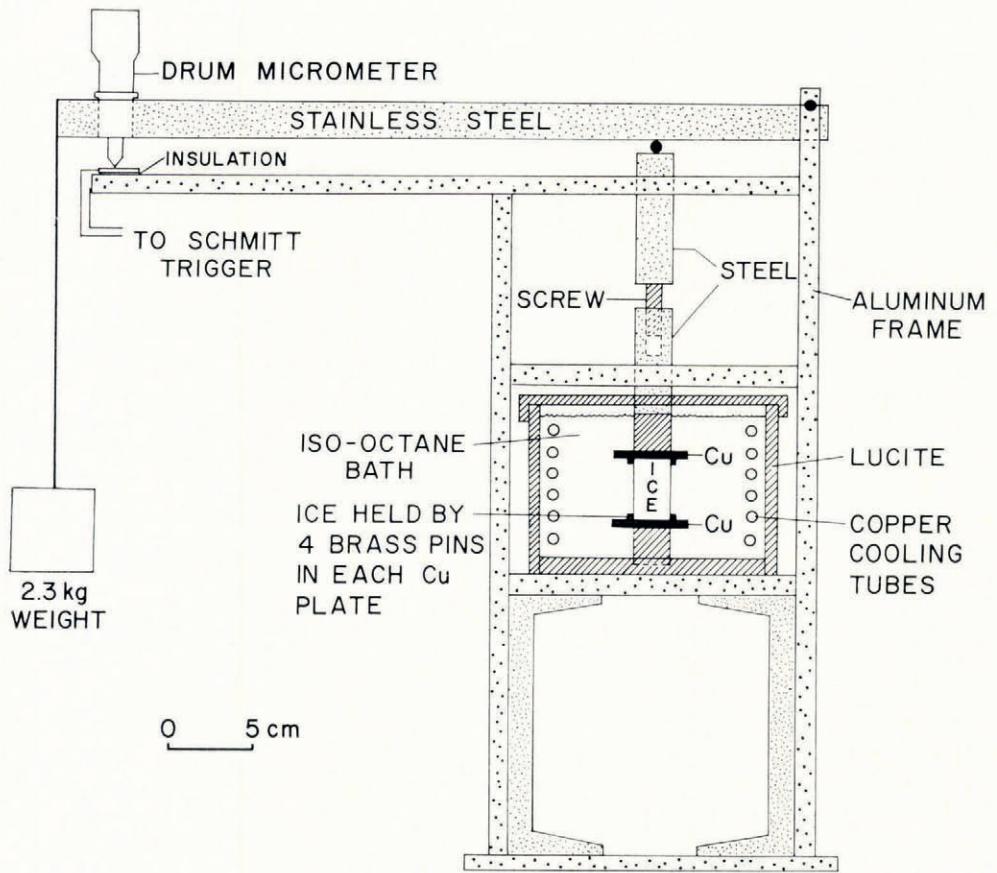 DRUM MICROMETER
STAINLESS STEEL
INSULATION
TO SCHMITT
TRIGGER
STEEL
SCREW
ALUMINUM
FRAME
ISO-OCTANE
BATH
Cu
LUCITE
ICE
ICE HELD BY
4 BRASS PINS
IN EACH Cu
PLATE
Cu
COPPER
COOLING
TUBES
2.3 kg
WEIGHT
0 5 cm